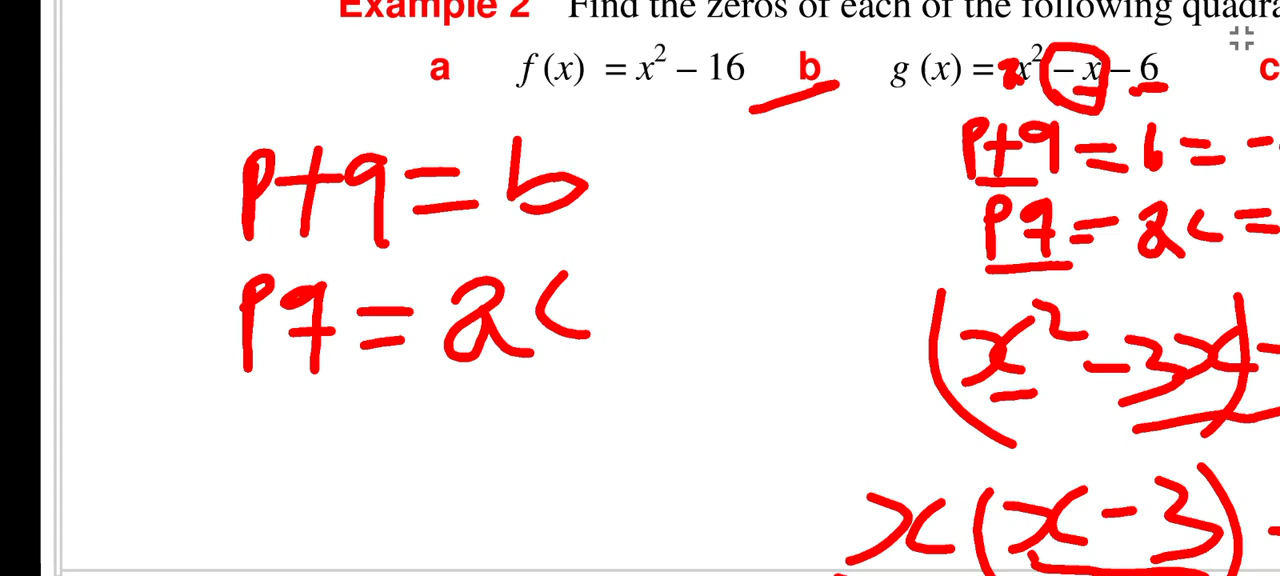 Example 2 Find the zeros of each of the following quadra
a f(x) = x² – 16 b g (x) = x² – x – 6 c
p+q = b
pq = ac
p+q = b = -
pq = ac =
(x² - 3x) -
x(x-3)